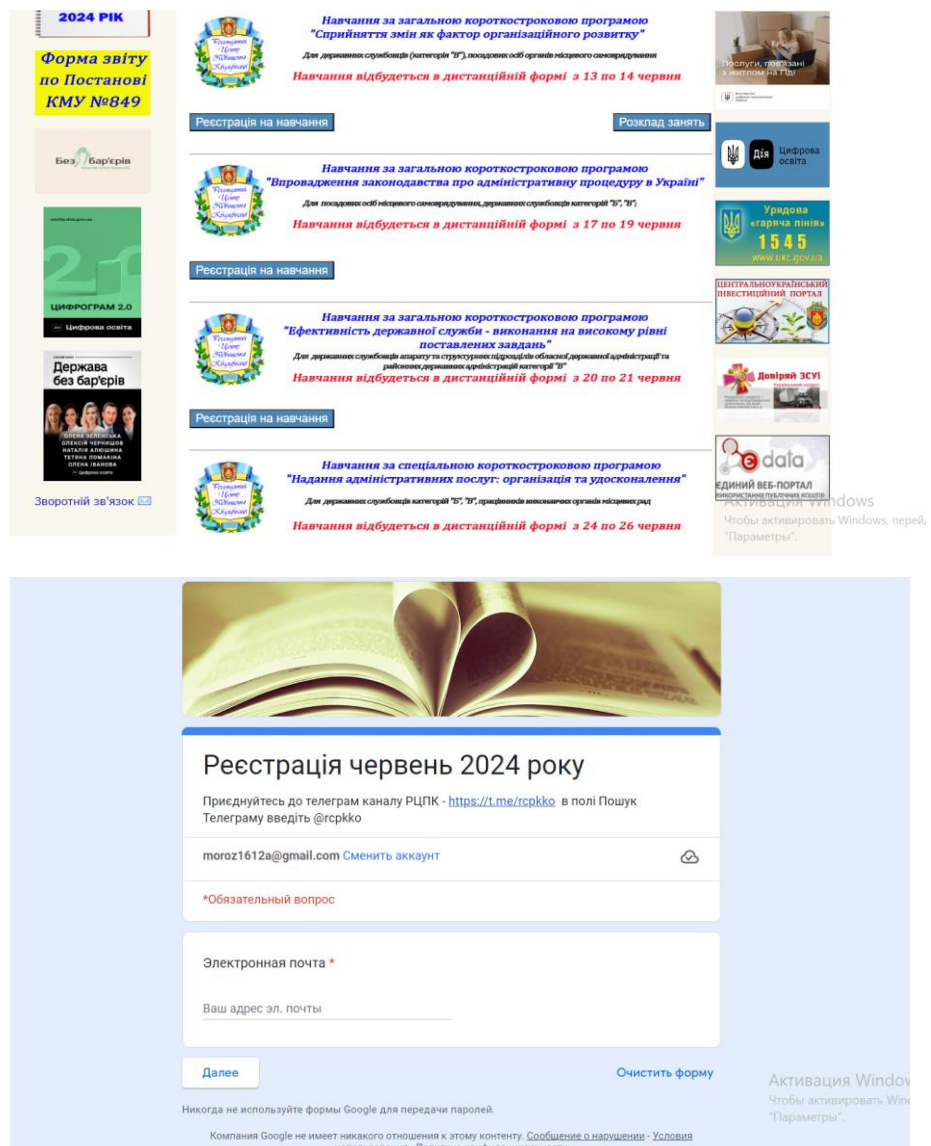 2024 РІК
Форма звіту
по Постанові
КМУ №849
Без бар'єрів
ЦИФРОГРАМ 2.0
Цифрова освіта
Держава
без бар'єрів
ОЛЕНА ЗЕЛЕНСЬКА
ОЛЕКСІЙ ЧЕРНИШОВ
НАТАЛІЯ АЛЮШИНА
ТЕТЯНА ЛОМАКІНА
ОЛЕНА ІВАНОВА
Цифрова освіта
Зворотній зв'язок
Навчання за загальною короткостроковою програмою
"Сприйняття змін як фактор організаційного розвитку"
Для державних службовців (категорія "В"), посадових осіб органів місцевого самоврядування
Навчання відбудеться в дистанційній формі з 13 по 14 червня
Реєстрація на навчання
Розклад занять
Навчання за загальною короткостроковою програмою
"Впровадження законодавства про адміністративну процедуру в Україні"
Для посадових осіб місцевого самоврядування, державних службовців категорій "Б", "В";
Навчання відбудеться в дистанційній формі з 17 по 19 червня
Реєстрація на навчання
Навчання за загальною короткостроковою програмою
"Ефективність державної служби - виконання на високому рівні
поставлених завдань"
Для державних службовців апарату та структурних підрозділів обласної державної адміністрації та
районних державних адміністрацій категорії "В"
Навчання відбудеться в дистанційній формі з 20 по 21 червня
Реєстрація на навчання
Навчання за спеціальною короткостроковою програмою
"Надання адміністративних послуг: організація та удосконалення"
Для державних службовців категорій "Б", "В", працівників виконавчих органів місцевих рад
Навчання відбудеться в дистанційній формі з 24 по 26 червня
Послуги, пов'язані
з житлом на Гіді
Дія
Цифрова
освіта
Урядова
«гаряча лінія»
1545
www.ukc.gov.ua
ЦЕНТРАЛЬНОУКРАЇНСЬКИЙ
ІНВЕСТИЦІЙНИЙ ПОРТАЛ
Довіряй ЗСУ!
data
ЄДИНИЙ ВЕБ-ПОРТАЛ
ВИКОРИСТАННЯ ПУБЛІЧНИХ КОШТІВ
Активация Windows
Чтобы активировать Windows, перей
"Параметры".
Реєстрація червень 2024 року
Приєднуйтесь до телеграм каналу РЦПК - https://t.me/rcpkko в полі Пошук
Телеграму введіть @rcpkko
moroz1612a@gmail.com Сменить аккаунт
*Обязательный вопрос
Электронная почта *
Ваш адрес эл. почты
Далее
Очистить форму
Никогда не используйте формы Google для передачи паролей.
Компания Google не имеет никакого отношения к этому контенту. Сообщение о нарушении - Условия
Активация Window
Чтобы активировать Win
"Параметры".